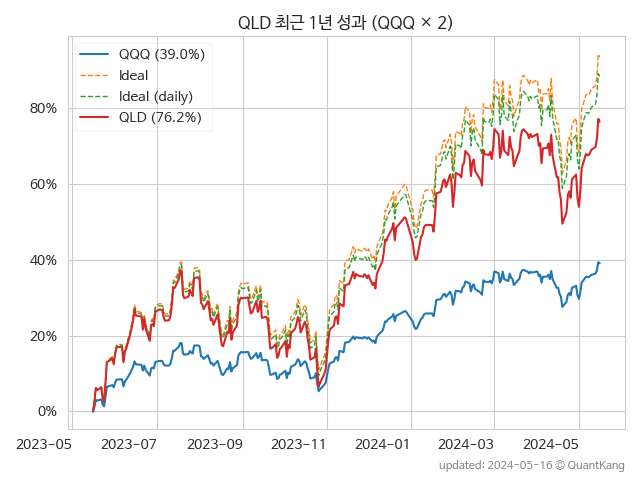 QLD 최근 1년 성과 (QQQ × 2)
QQQ (39.0%)
Ideal
Ideal (daily)
QLD (76.2%)
80%
60%
40%
20%
0%
2023-05 2023-07 2023-09 2023-11 2024-01 2024-03 2024-05
updated: 2024-05-16 © QuantKang